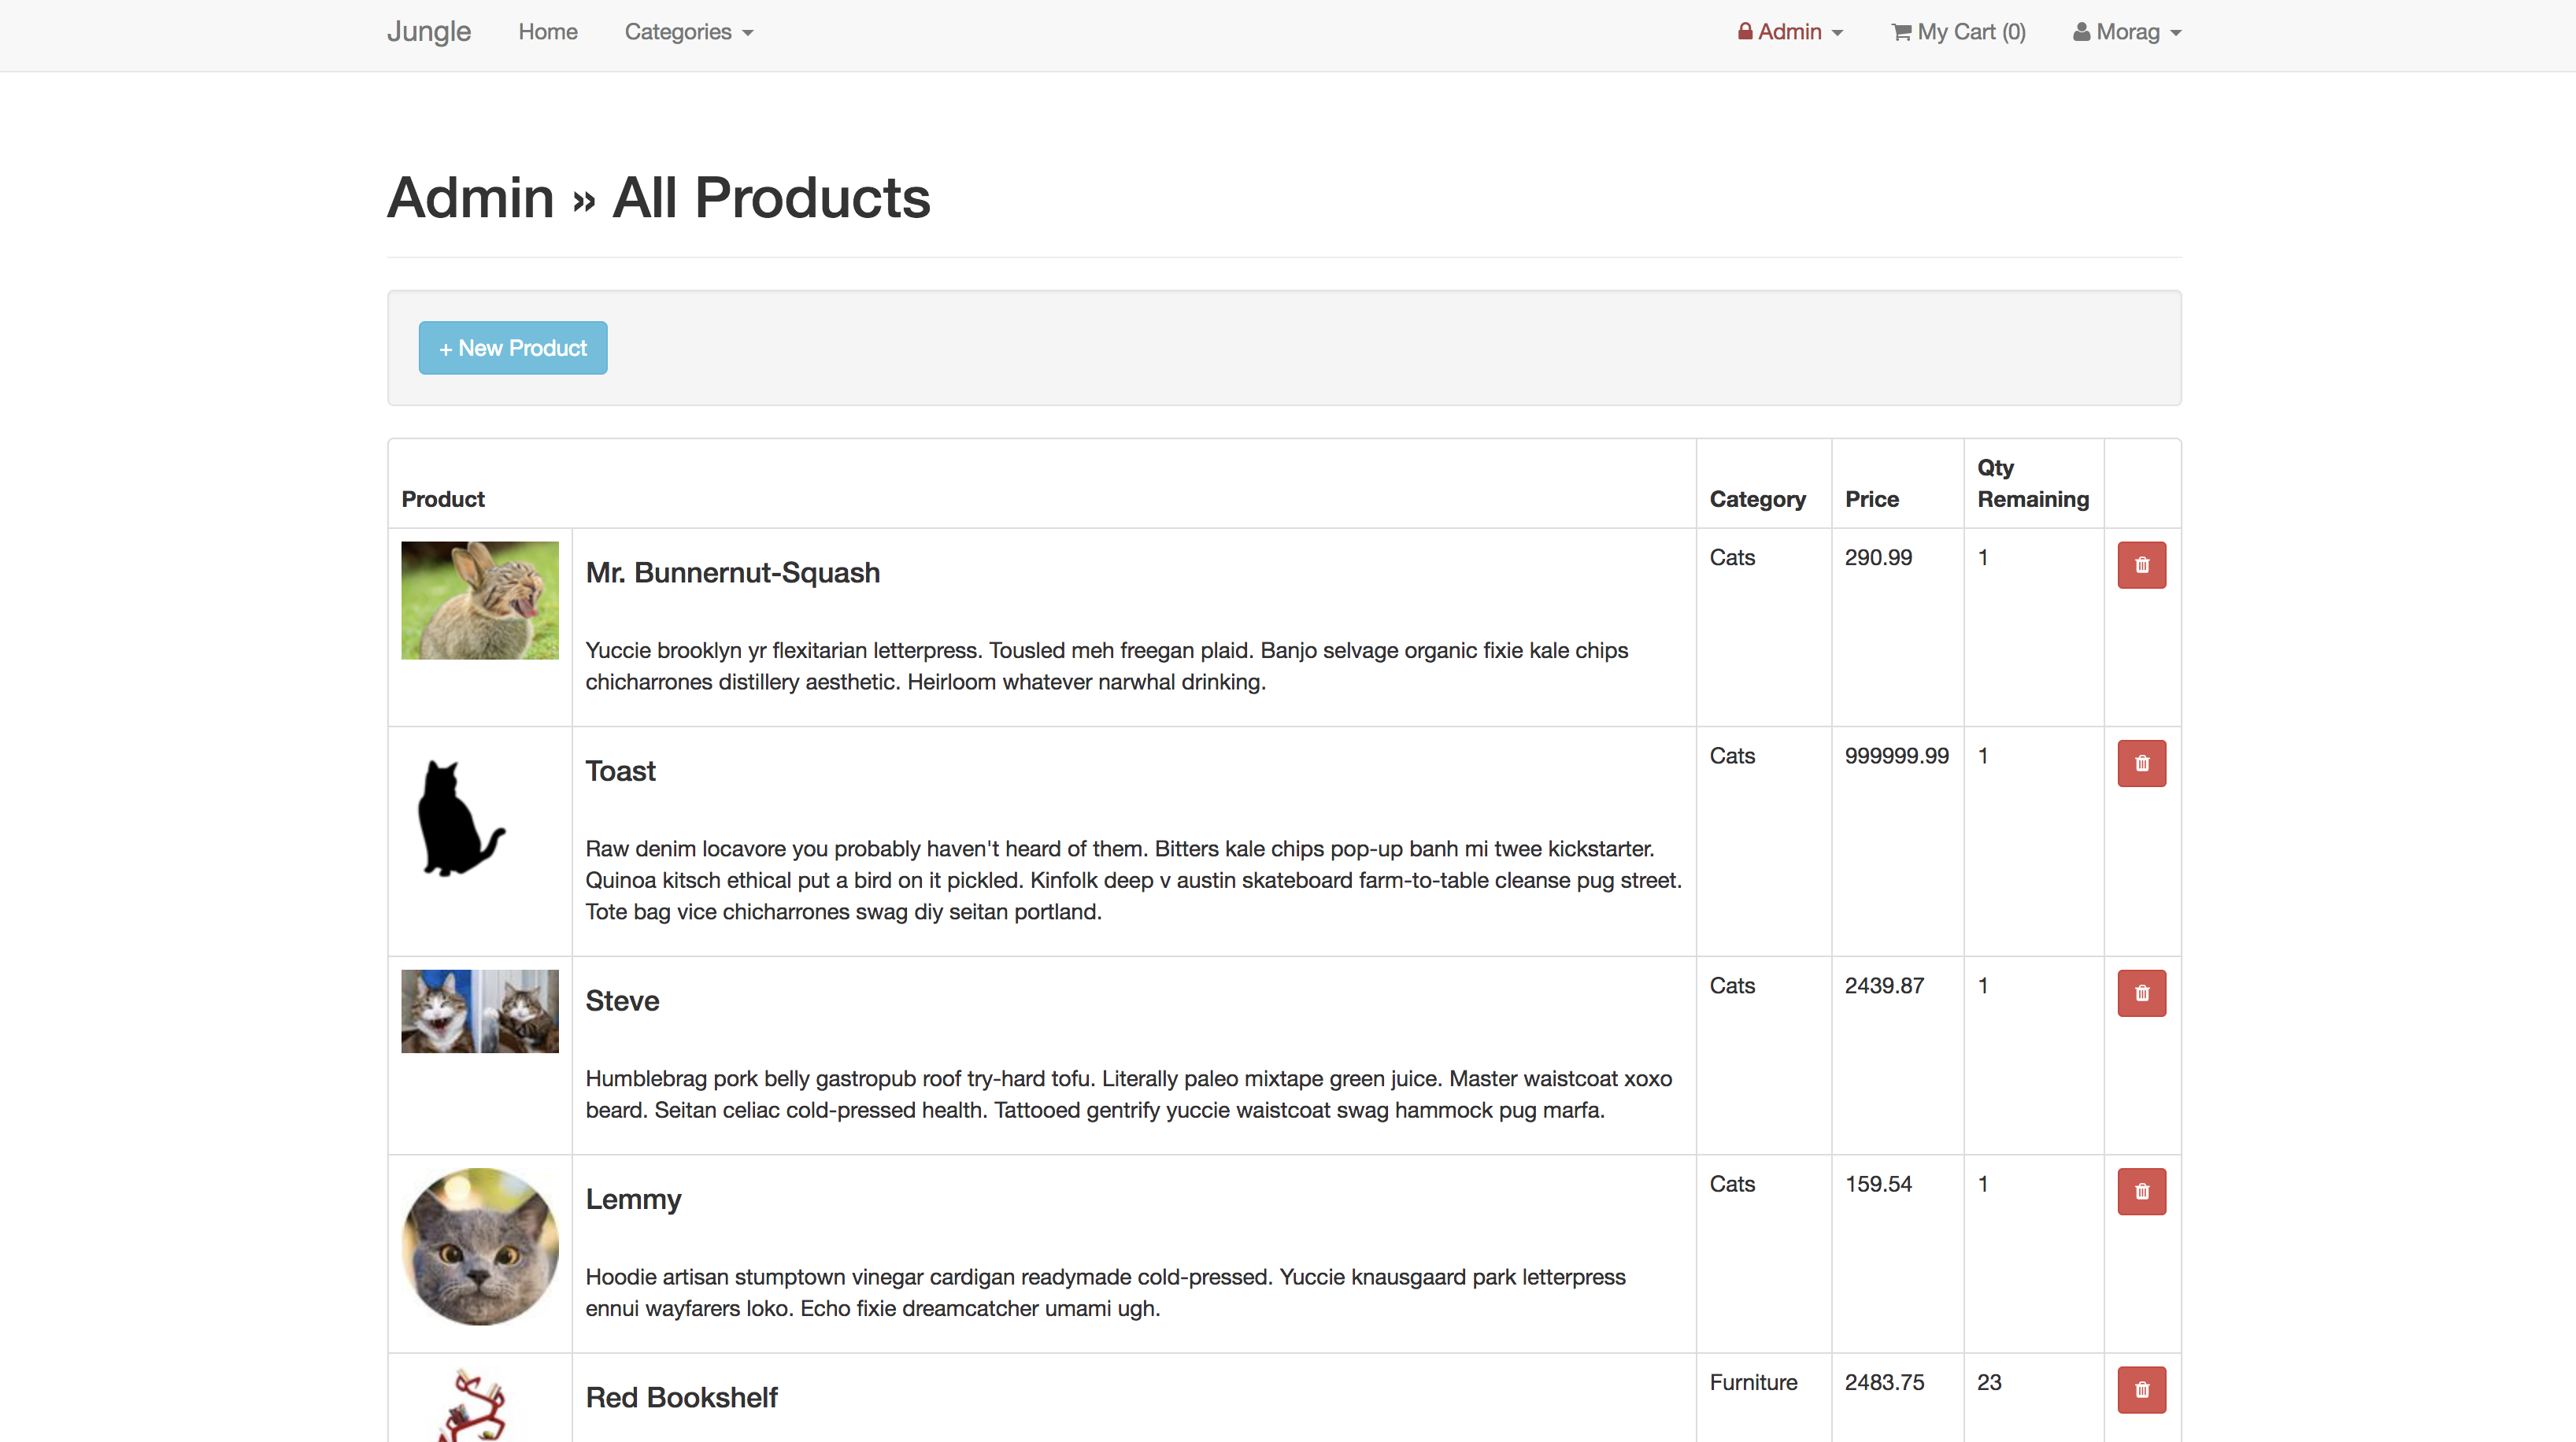 Jungle Home Categories Admin My Cart (0) Morag
Admin » All Products
+ New Product
Product Category Price Qty Remaining
Mr. Bunnernut-Squash Cats 290.99 1
Yuccie brooklyn yr flexitarian letterpress. Tousled meh freegan plaid. Banjo selvage organic fixie kale chips
chicharrones distillery aesthetic. Heirloom whatever narwhal drinking.
Toast Cats 999999.99 1
Raw denim locavore you probably haven't heard of them. Bitters kale chips pop-up banh mi twee kickstarter.
Quinoa kitsch ethical put a bird on it pickled. Kinfolk deep v austin skateboard farm-to-table cleanse pug street.
Tote bag vice chicharrones swag diy seitan portland.
Steve Cats 2439.87 1
Humblebrag pork belly gastropub roof try-hard tofu. Literally paleo mixtape green juice. Master waistcoat xoxo
beard. Seitan celiac cold-pressed health. Tattooed gentrify yuccie waistcoat swag hammock pug marfa.
Lemmy Cats 159.54 1
Hoodie artisan stumptown vinegar cardigan readymade cold-pressed. Yuccie knausgaard park letterpress
ennui wayfarers loko. Echo fixie dreamcatcher umami ugh.
Red Bookshelf Furniture 2483.75 23